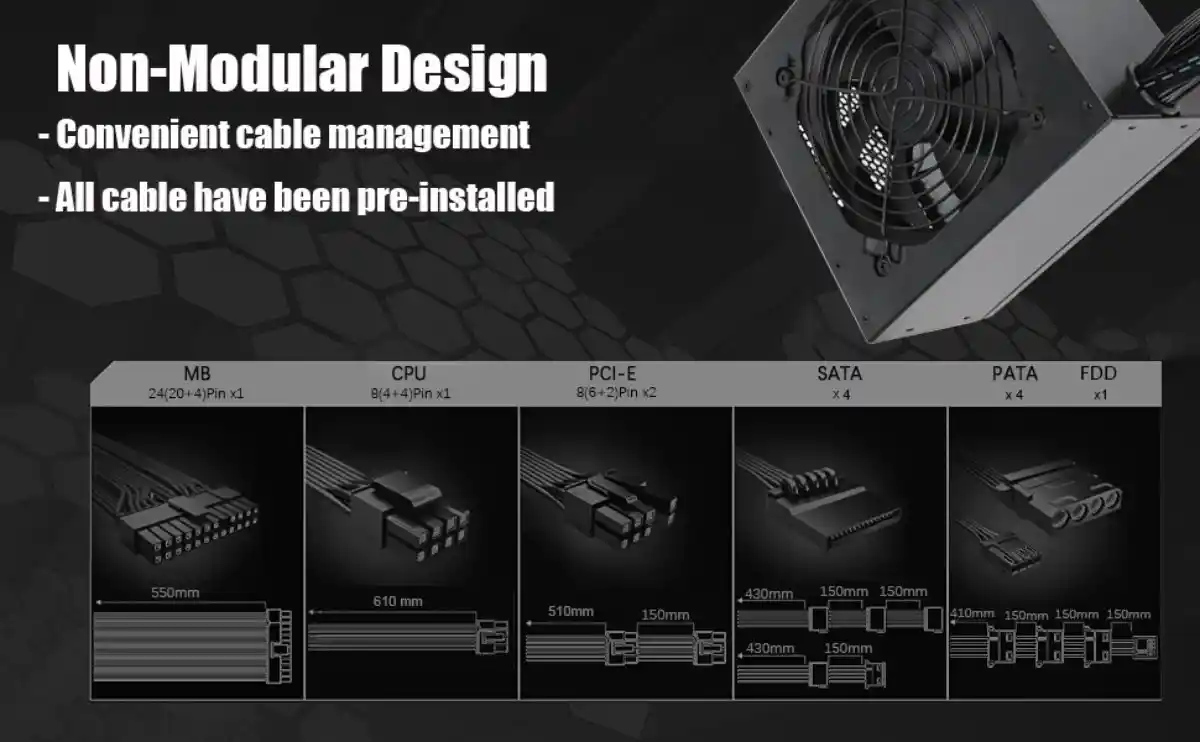 Non-Modular Design
- Convenient cable management
- All cable have been pre-installed
MB
24(20+4)Pin x1
CPU
8(4+4)Pin x1
PCI-E
8(6+2)Pin x2
SATA
x 4
PATA FDD
x 4 x1
550mm
610 mm
510mm 150mm
430mm 150mm 150mm
430mm 150mm
410mm 150mm 150mm 150mm